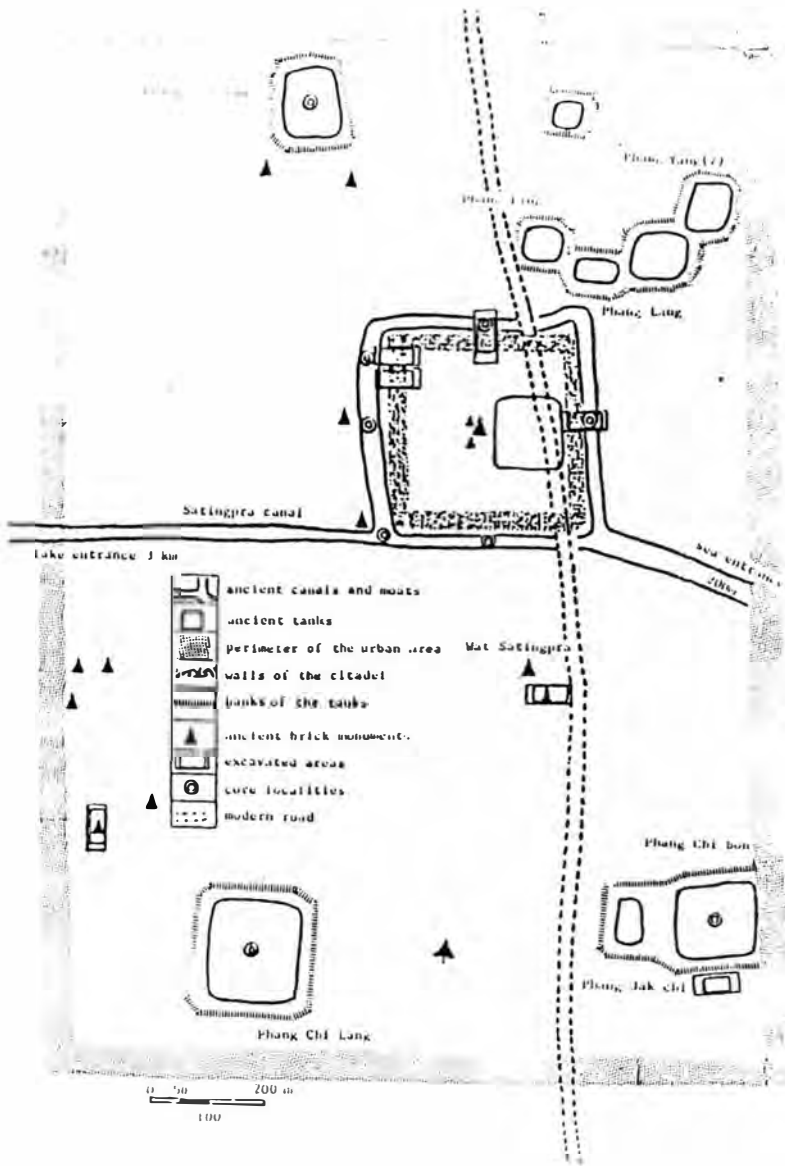 Phang Lang
Satingpra canal
Lake entrance 3 km
Sea entrance
ancient canals and moats
ancient tanks
perimeter of the urban area
walls of the citadel
banks of the tanks
ancient brick monuments
excavated areas
core localities
modern road
Wat Satingpra
Phang Chi Don
Phang Jak Chi
Phang Chi Lang
0 50 200 m
100